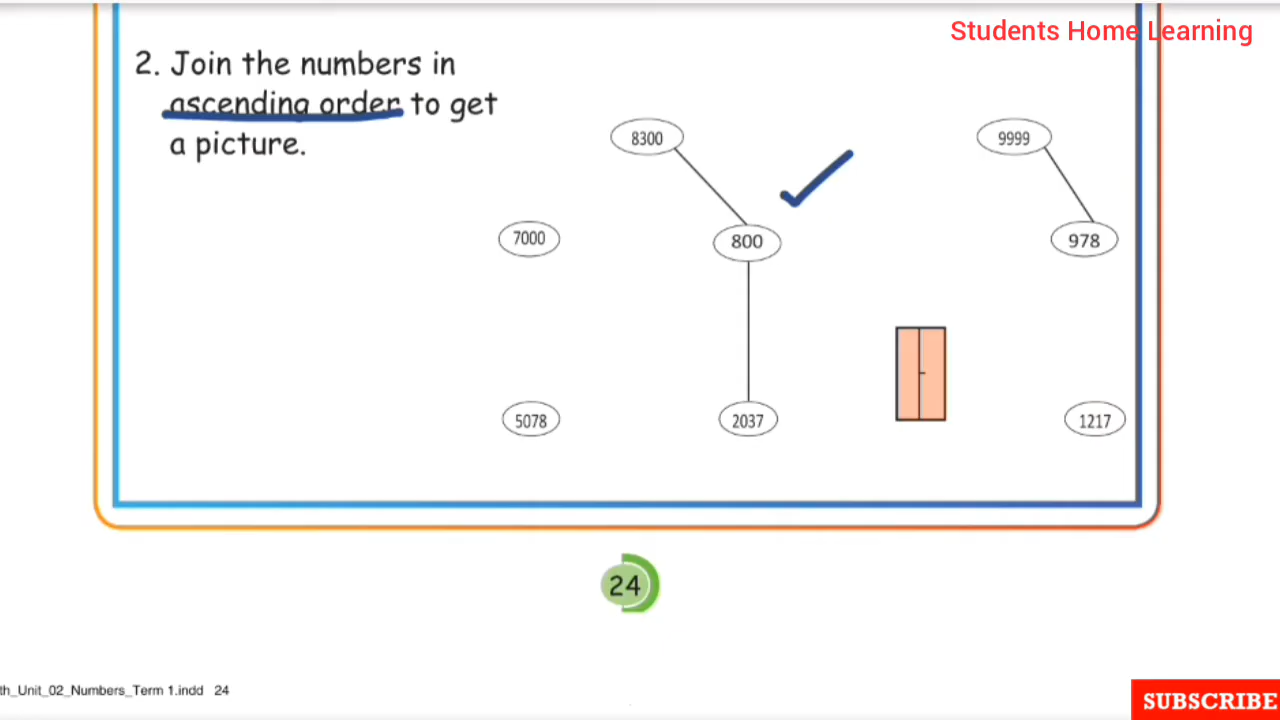 Students Home Learning
2. Join the numbers in
ascending order to get
a picture.
8300
9999
7000
800
978
5078
2037
1217
24
th_Unit_02_Numbers_Term 1.indd 24
SUBSCRIBE